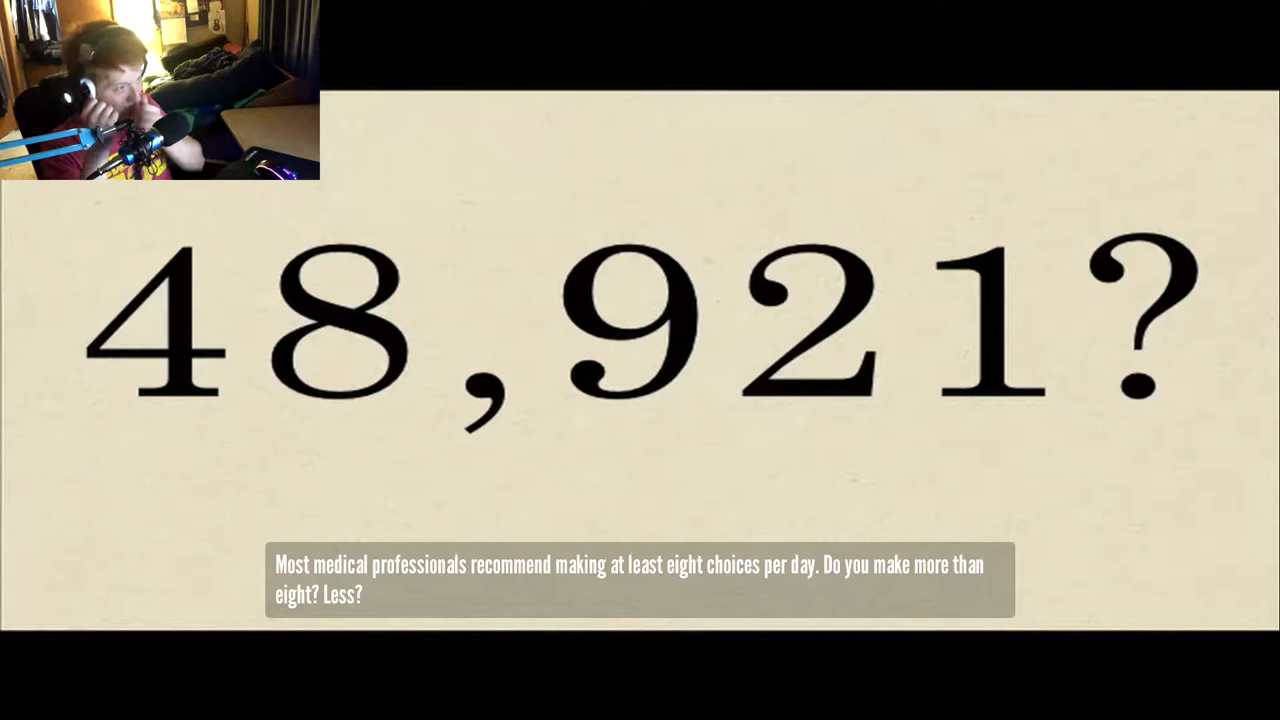 48,921?
Most medical professionals recommend making at least eight choices per day. Do you make more than
eight? Less?